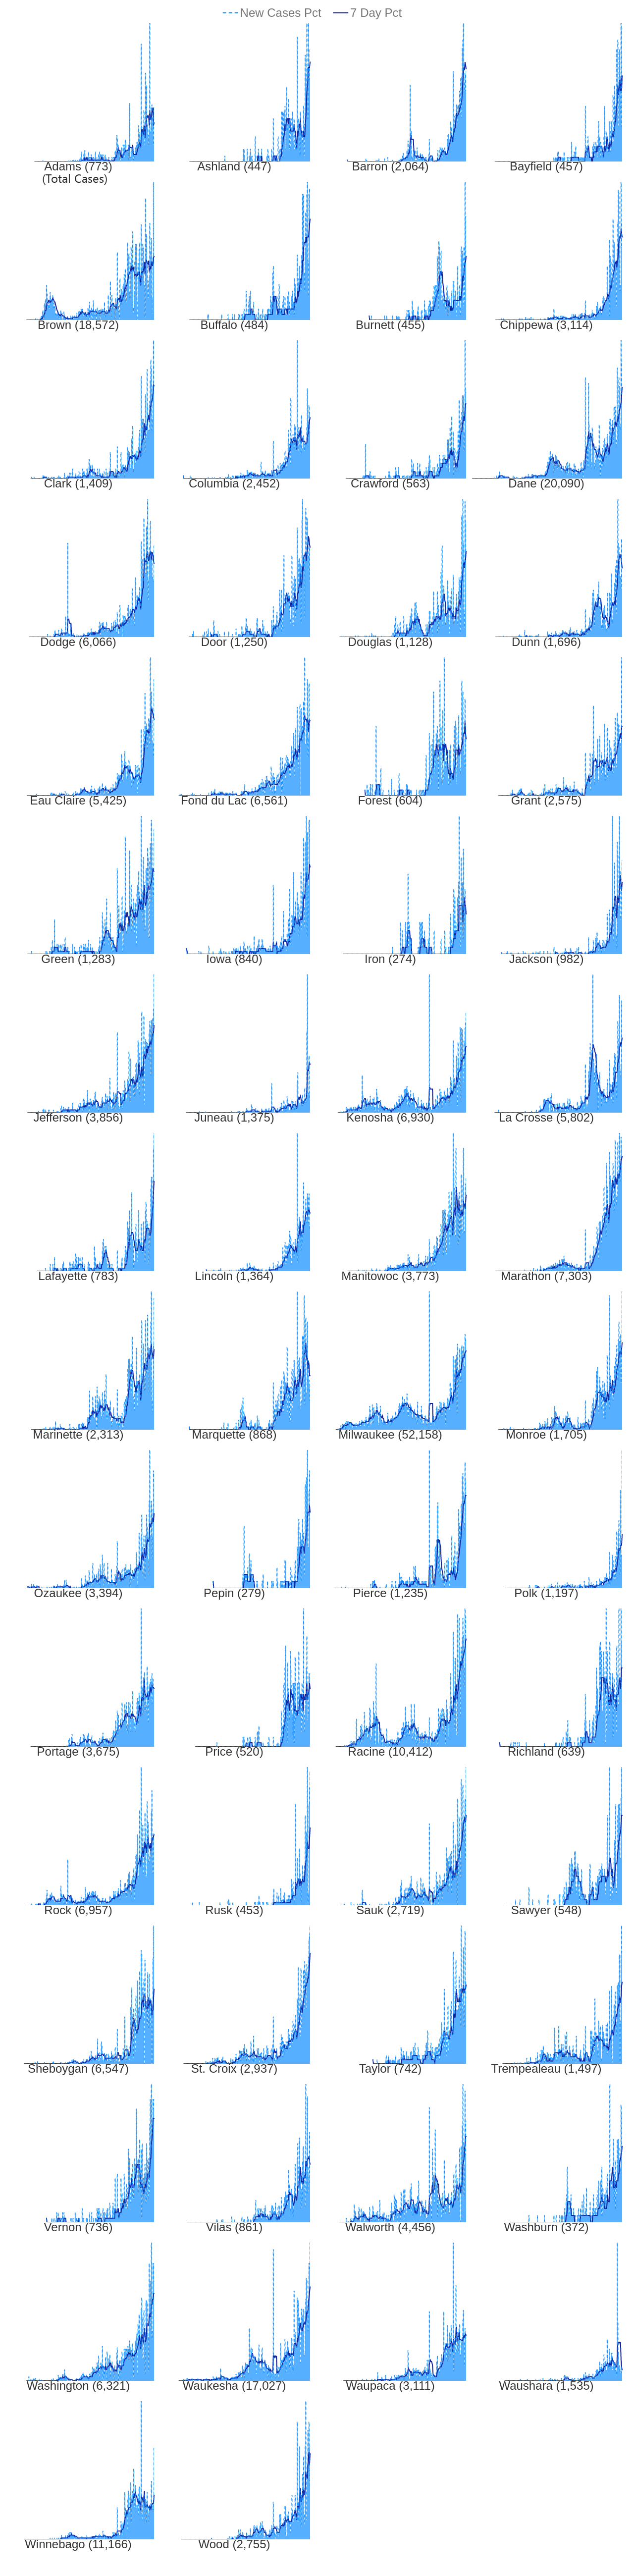 New Cases Pct 7 Day Pct
Adams (773) Ashland (447) Barron (2,064) Bayfield (457)
(Total Cases)
Brown (18,572) Buffalo (484) Burnett (455) Chippewa (3,114)
Clark (1,409) Columbia (2,452) Crawford (563) Dane (20,090)
Dodge (6,066) Door (1,250) Douglas (1,128) Dunn (1,696)
Eau Claire (5,425) Fond du Lac (6,561) Forest (604) Grant (2,575)
Green (1,283) Iowa (840) Iron (274) Jackson (982)
Jefferson (3,856) Juneau (1,375) Kenosha (6,930) La Crosse (5,802)
Lafayette (783) Lincoln (1,364) Manitowoc (3,773) Marathon (7,303)
Marinette (2,313) Marquette (868) Milwaukee (52,158) Monroe (1,705)
Ozaukee (3,394) Pepin (279) Pierce (1,235) Polk (1,197)
Portage (3,675) Price (520) Racine (10,412) Richland (639)
Rock (6,957) Rusk (453) Sauk (2,719) Sawyer (548)
Sheboygan (6,547) St. Croix (2,937) Taylor (742) Trempealeau (1,497)
Vernon (736) Vilas (861) Walworth (4,456) Washburn (372)
Washington (6,321) Waukesha (17,027) Waupaca (3,111) Waushara (1,535)
Winnebago (11,166) Wood (2,755)